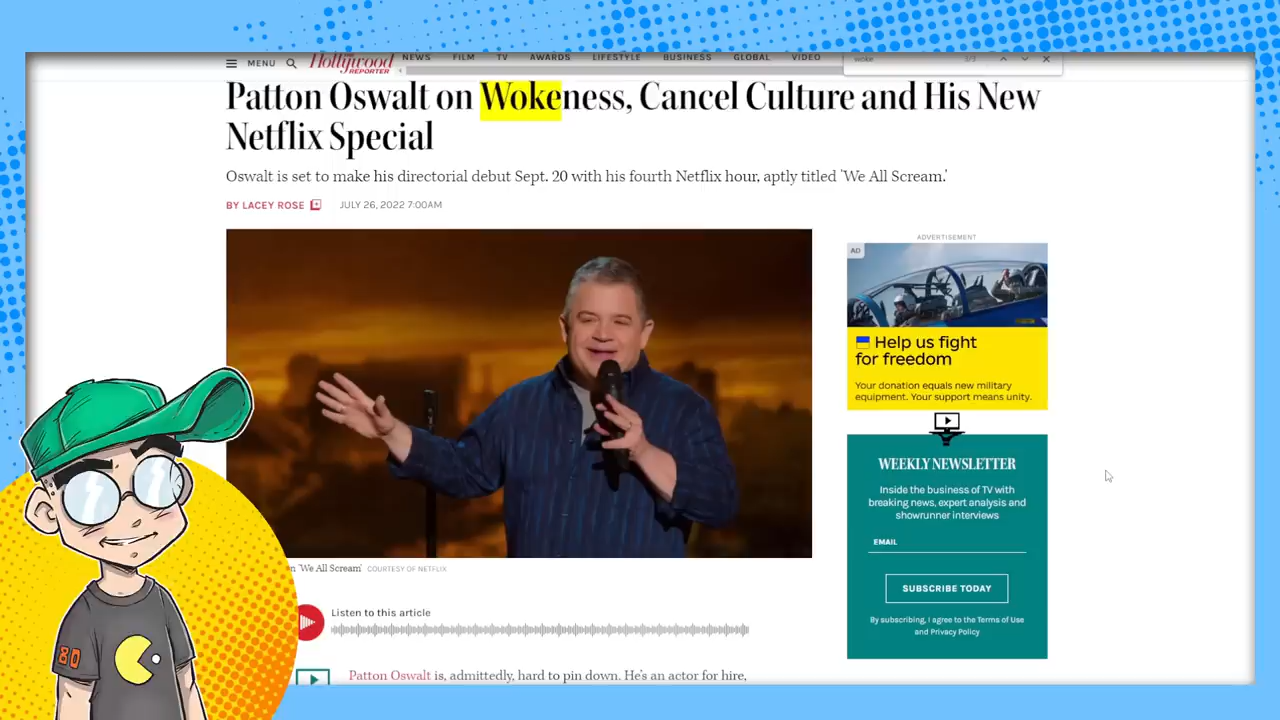 MENU
Hollywood
REPORTER
NEWS FILM TV AWARDS LIFESTYLE BUSINESS GLOBAL VIDEO
woke
Patton Oswalt on Wokeness, Cancel Culture and His New
Netflix Special
Oswalt is set to make his directorial debut Sept. 20 with his fourth Netflix hour, aptly titled 'We All Scream.'
BY LACEY ROSE JULY 26, 2022 7:00AM
ADVERTISEMENT
AD
Help us fight
for freedom
Your donation equals new military
equipment. Your support means unity.
WEEKLY NEWSLETTER
Inside the business of TV with
breaking news, expert analysis and
showrunner interviews
EMAIL
SUBSCRIBE TODAY
By subscribing, I agree to the Terms of Use
and Privacy Policy
'We All Scream' COURTESY OF NETFLIX
Listen to this article
Patton Oswalt is, admittedly, hard to pin down. He's an actor for hire,
80